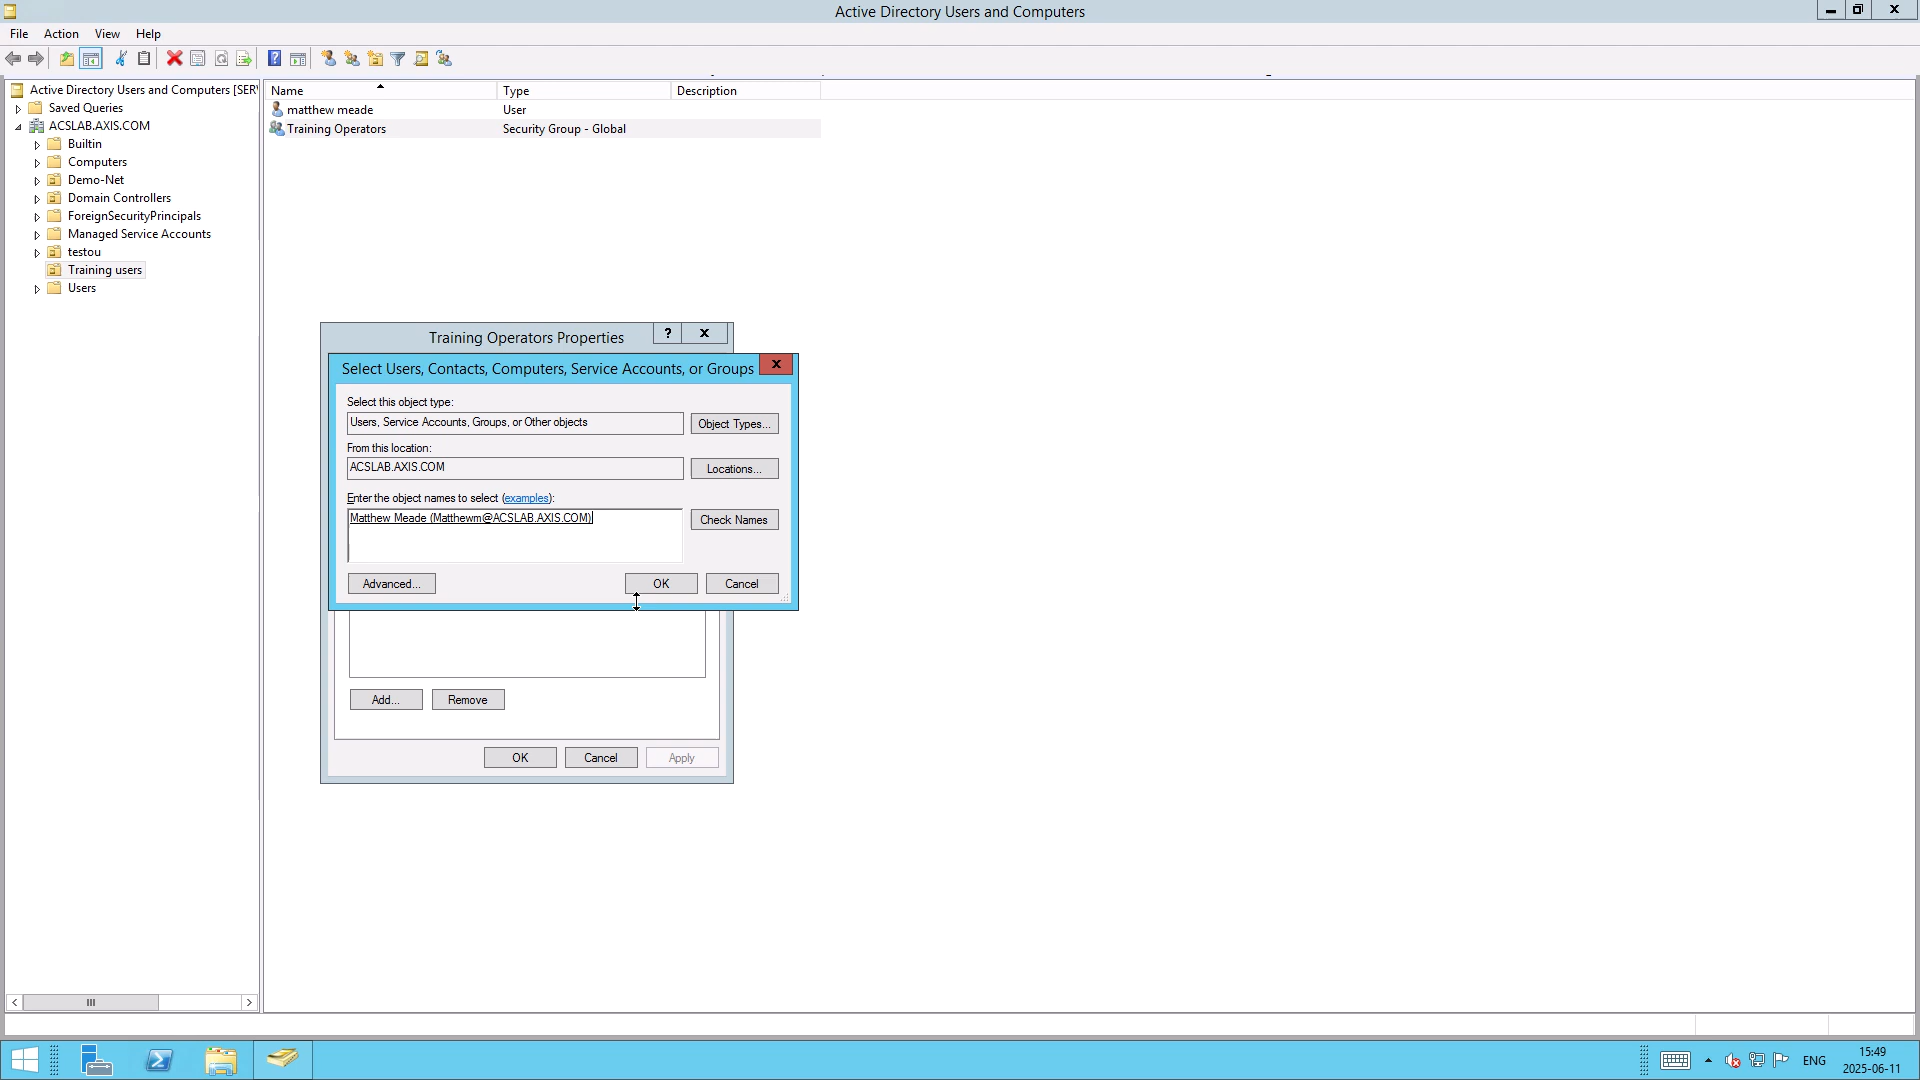 Active Directory Users and Computers
File Action View Help
Active Directory Users and Computers [SER
Saved Queries
ACSLAB.AXIS.COM
Builtin
Computers
Demo-Net
Domain Controllers
ForeignSecurityPrincipals
Managed Service Accounts
testou
Training users
Users
Name Type Description
matthew meade User
Training Operators Security Group - Global
Training Operators Properties
Select Users, Contacts, Computers, Service Accounts, or Groups
Select this object type:
Users, Service Accounts, Groups, or Other objects
Object Types...
From this location:
ACSLAB.AXIS.COM
Locations...
Enter the object names to select (examples):
Matthew Meade (Matthewm@ACSLAB.AXIS.COM)
Check Names
Advanced... OK Cancel
Add... Remove
OK Cancel Apply
ENG
15:49
2025-06-11